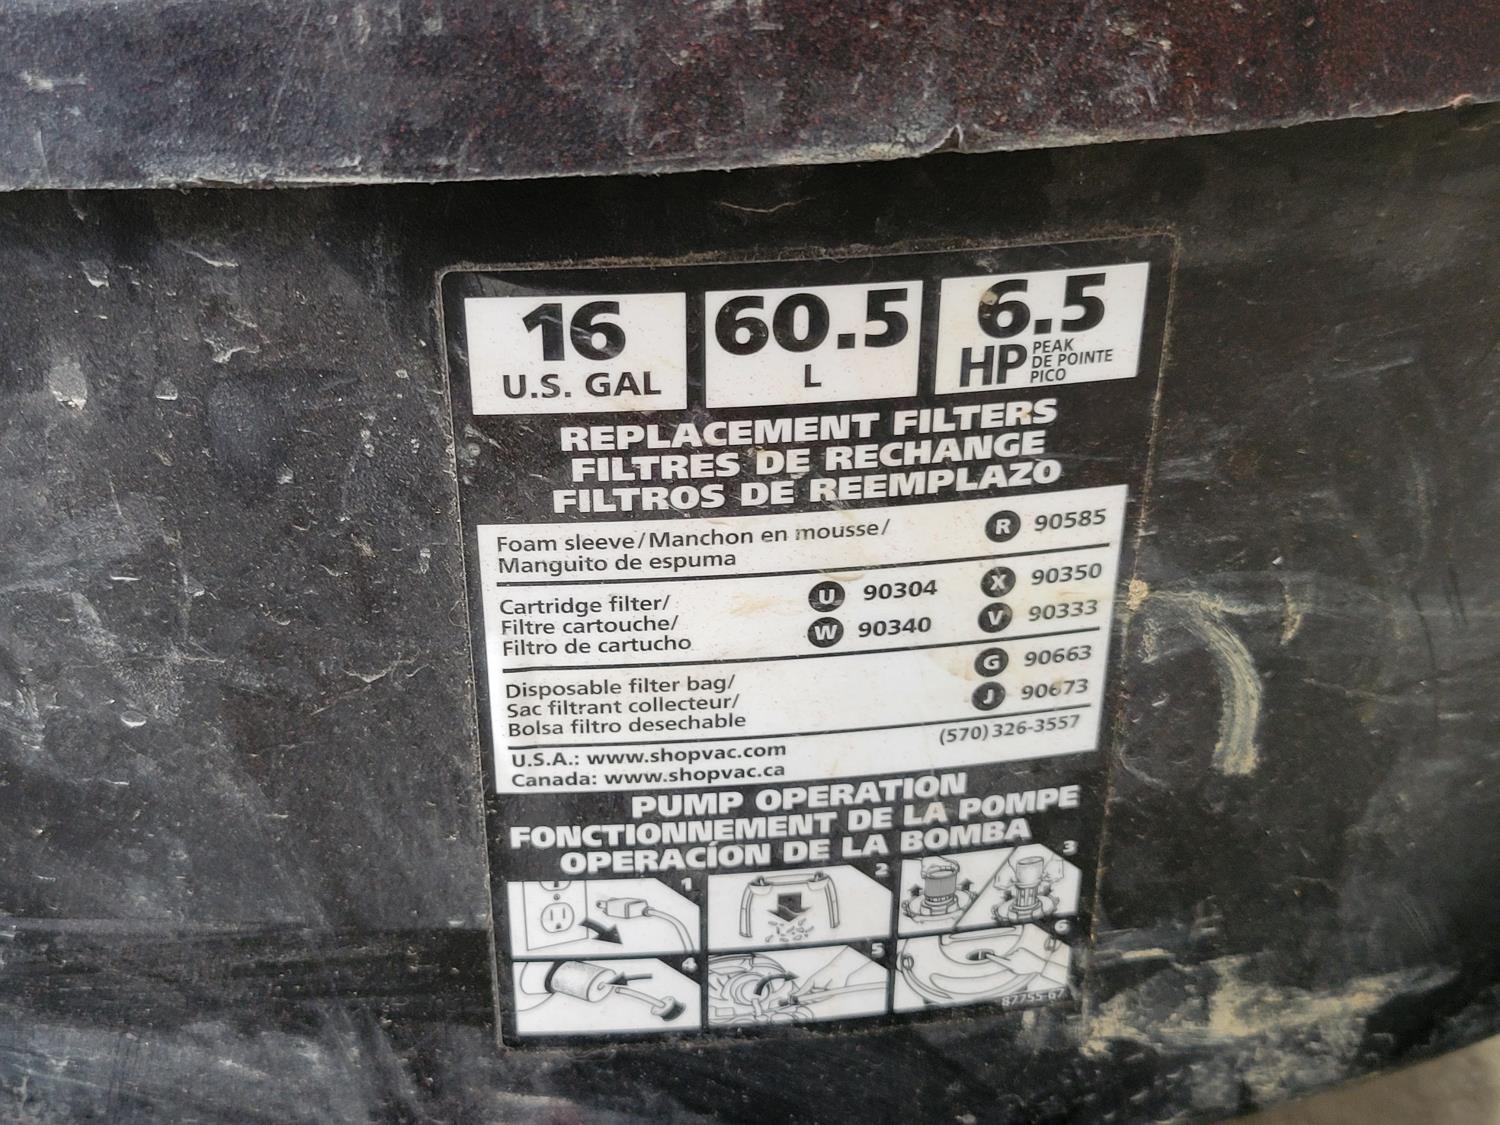 16
U.S. GAL
60.5
L
6.5
HP PEAK
DE POINTE
PICO
REPLACEMENT FILTERS
FILTRES DE RECHANGE
FILTROS DE REEMPLAZO
Foam sleeve/Manchon en mousse/
Manguito de espuma
R 90585
Cartridge filter/
Filtre cartouche/
Filtro de cartucho
U 90304
X 90350
W 90340
V 90333
Disposable filter bag/
Sac filtrant collecteur/
Bolsa filtro desechable
G 90663
J 90673
U.S.A.: www.shopvac.com
Canada: www.shopvac.ca
(570) 326-3557
PUMP OPERATION
FONCTIONNEMENT DE LA POMPE
OPERACÍON DE LA BOMBA
1
2
3
4
5
6
82755-67